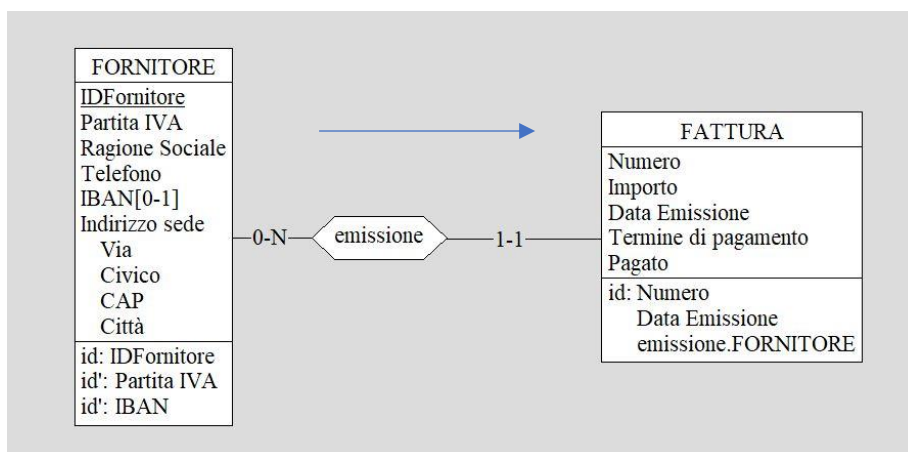 FORNITORE
IDFornitore
Partita IVA
Ragione Sociale
Telefono
IBAN[0-1]
Indirizzo sede
Via
Civico
CAP
Città
id: IDFornitore
id': Partita IVA
id': IBAN
0-N
emissione
1-1
FATTURA
Numero
Importo
Data Emissione
Termine di pagamento
Pagato
id: Numero
Data Emissione
emissione.FORNITORE